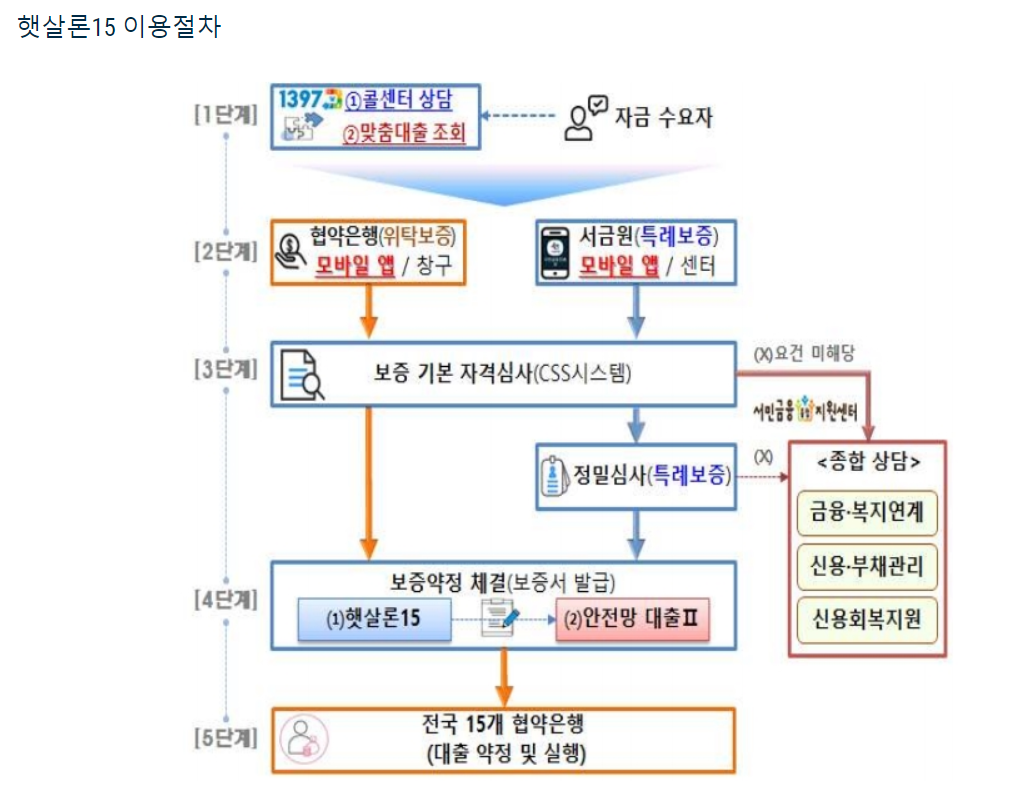 햇살론15 이용절차
[1단계]
1397 ①콜센터 상담
②맞춤대출 조회
자금 수요자
[2단계]
협약은행(위탁보증)
모바일 앱 / 창구
서금원(특례보증)
모바일 앱 / 센터
[3단계]
보증 기본 자격심사(CSS시스템)
(X)요건 미해당
서민금융통합지원센터
정밀심사(특례보증)
(X)
<종합 상담>
금융·복지연계
신용·부채관리
신용회복지원
[4단계]
보증약정 체결(보증서 발급)
(1)햇살론15
(2)안전망 대출Ⅱ
[5단계]
전국 15개 협약은행
(대출 약정 및 실행)